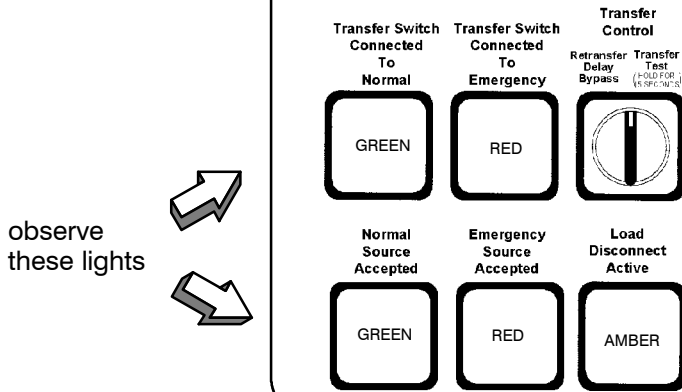 Transfer Switch
Connected
To
Normal
GREEN
Transfer Switch
Connected
To
Emergency
RED
Transfer
Control
Retransfer
Delay
Bypass
Transfer
Test
(HOLD FOR
15 SECONDS)
observe
these lights
Normal
Source
Accepted
GREEN
Emergency
Source
Accepted
RED
Load
Disconnect
Active
AMBER